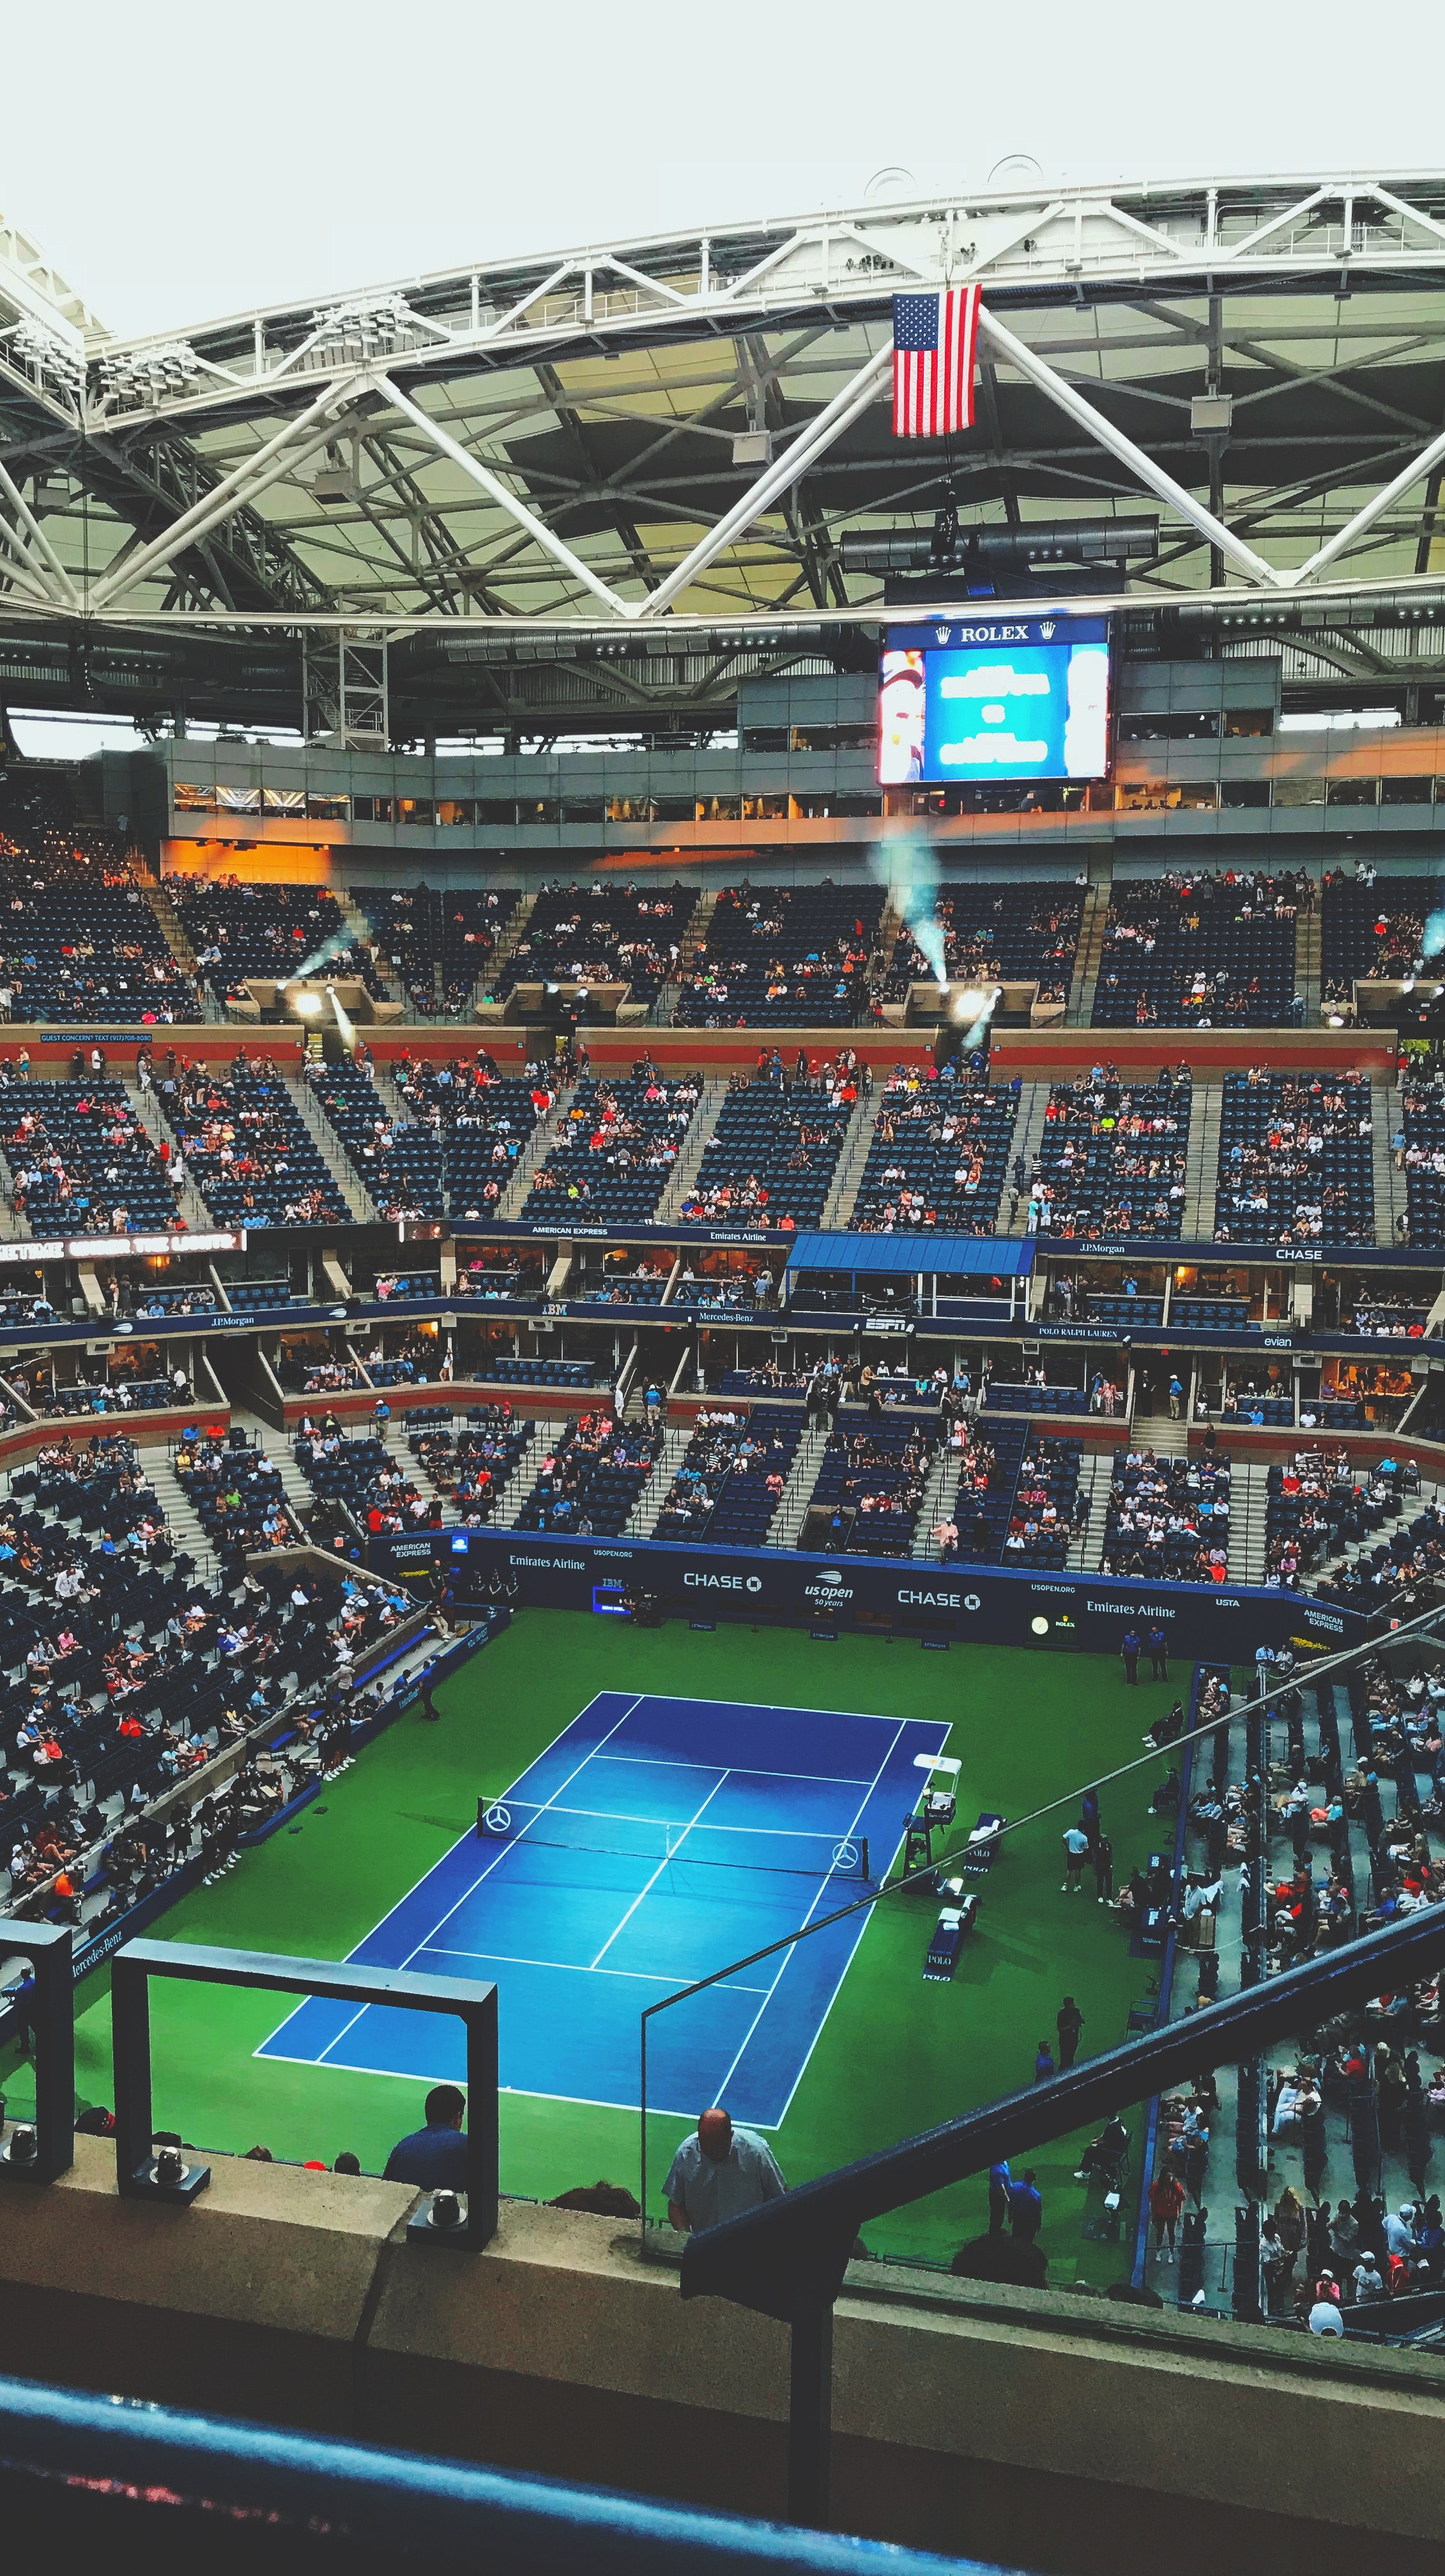 ROLEX
GUEST CONCERN? TEXT (917)708-8080
AMERICAN EXPRESS
Emirates Airline
J.P.Morgan
CHASE
J.P.Morgan
IBM
Mercedes-Benz
ESPN
POLO RALPH LAUREN
evian
AMERICAN
EXPRESS
Emirates Airline
USOPEN.ORG
IBM
CHASE
us open
50 years
CHASE
USOPEN.ORG
ROLEX
Emirates Airline
USTA
AMERICAN
EXPRESS
POLO
POLO
POLO
POLO
Mercedes-Benz